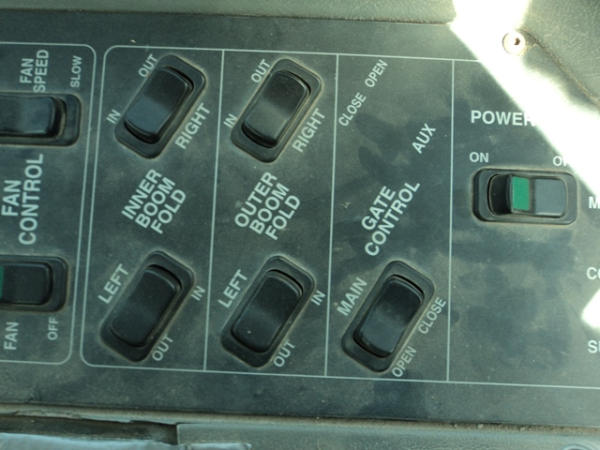 FAN
SPEED
SLOW
FAN
CONTROL
FAN
OFF
OUT
IN
RIGHT
INNER
BOOM
FOLD
LEFT
IN
OUT
OUT
IN
RIGHT
OUTER
BOOM
FOLD
LEFT
IN
OUT
OPEN
CLOSE
AUX
GATE
CONTROL
MAIN
CLOSE
OPEN
POWER
ON